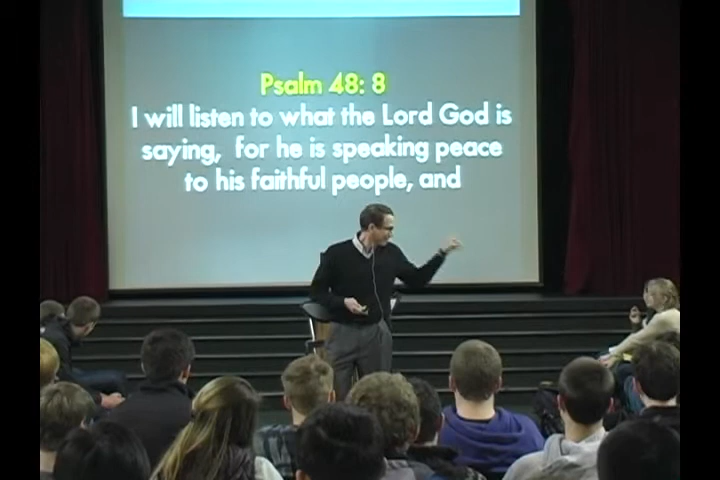 Psalm 48: 8
I will listen to what the Lord God is
saying, for he is speaking peace
to his faithful people, and